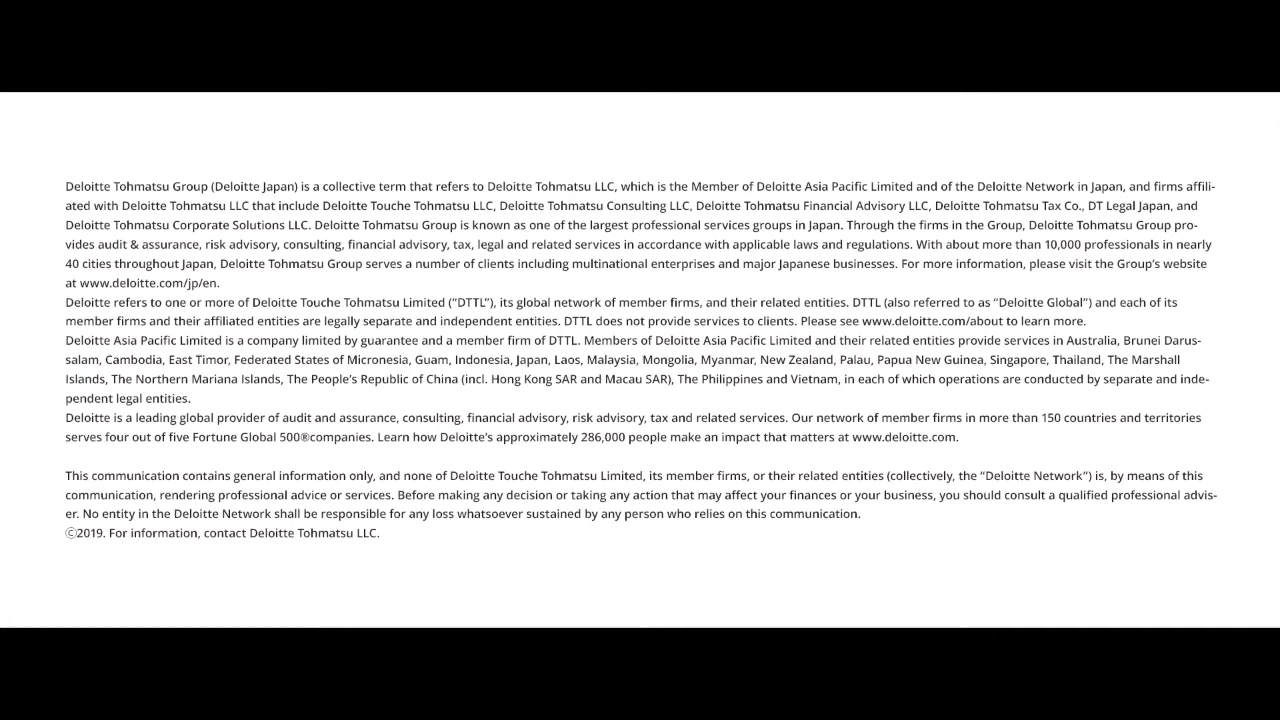 Deloitte Tohmatsu Group (Deloitte Japan) is a collective term that refers to Deloitte Tohmatsu LLC, which is the Member of Deloitte Asia Pacific Limited and of the Deloitte Network in Japan, and firms affili-
ated with Deloitte Tohmatsu LLC that include Deloitte Touche Tohmatsu LLC, Deloitte Tohmatsu Consulting LLC, Deloitte Tohmatsu Financial Advisory LLC, Deloitte Tohmatsu Tax Co., DT Legal Japan, and
Deloitte Tohmatsu Corporate Solutions LLC. Deloitte Tohmatsu Group is known as one of the largest professional services groups in Japan. Through the firms in the Group, Deloitte Tohmatsu Group pro-
vides audit & assurance, risk advisory, consulting, financial advisory, tax, legal and related services in accordance with applicable laws and regulations. With about more than 10,000 professionals in nearly
40 cities throughout Japan, Deloitte Tohmatsu Group serves a number of clients including multinational enterprises and major Japanese businesses. For more information, please visit the Group’s website
at www.deloitte.com/jp/en.
Deloitte refers to one or more of Deloitte Touche Tohmatsu Limited (“DTTL”), its global network of member firms, and their related entities. DTTL (also referred to as “Deloitte Global”) and each of its
member firms and their affiliated entities are legally separate and independent entities. DTTL does not provide services to clients. Please see www.deloitte.com/about to learn more.
Deloitte Asia Pacific Limited is a company limited by guarantee and a member firm of DTTL. Members of Deloitte Asia Pacific Limited and their related entities provide services in Australia, Brunei Darus-
salam, Cambodia, East Timor, Federated States of Micronesia, Guam, Indonesia, Japan, Laos, Malaysia, Mongolia, Myanmar, New Zealand, Palau, Papua New Guinea, Singapore, Thailand, The Marshall
Islands, The Northern Mariana Islands, The People’s Republic of China (incl. Hong Kong SAR and Macau SAR), The Philippines and Vietnam, in each of which operations are conducted by separate and inde-
pendent legal entities.
Deloitte is a leading global provider of audit and assurance, consulting, financial advisory, risk advisory, tax and related services. Our network of member firms in more than 150 countries and territories
serves four out of five Fortune Global 500®companies. Learn how Deloitte’s approximately 286,000 people make an impact that matters at www.deloitte.com.
This communication contains general information only, and none of Deloitte Touche Tohmatsu Limited, its member firms, or their related entities (collectively, the “Deloitte Network”) is, by means of this
communication, rendering professional advice or services. Before making any decision or taking any action that may affect your finances or your business, you should consult a qualified professional advis-
er. No entity in the Deloitte Network shall be responsible for any loss whatsoever sustained by any person who relies on this communication.
Ⓒ2019. For information, contact Deloitte Tohmatsu LLC.